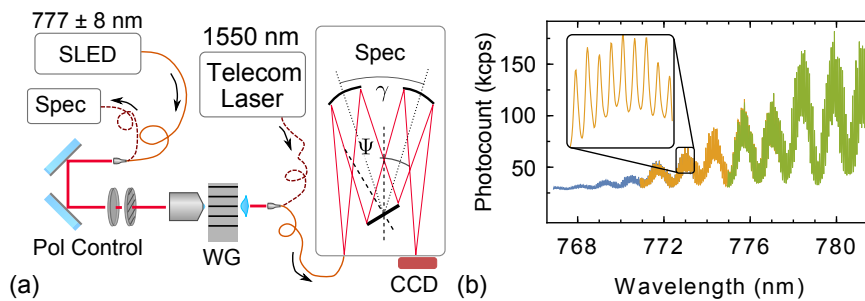 777 ± 8 nm
SLED
Spec
Pol Control
WG
1550 nm
Telecom
Laser
Spec
γ
Ψ
CCD
(a)
Photocount (kcps)
150
100
50
768
772
776
780
Wavelength (nm)
(b)